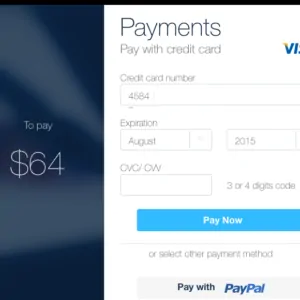 Payments
Pay with credit card
Credit card number
4584
Expiration
August 2015
CVC/ CVV
3 or 4 digits code
To pay
$64
Pay Now
or select other payment method
Pay with PayPal